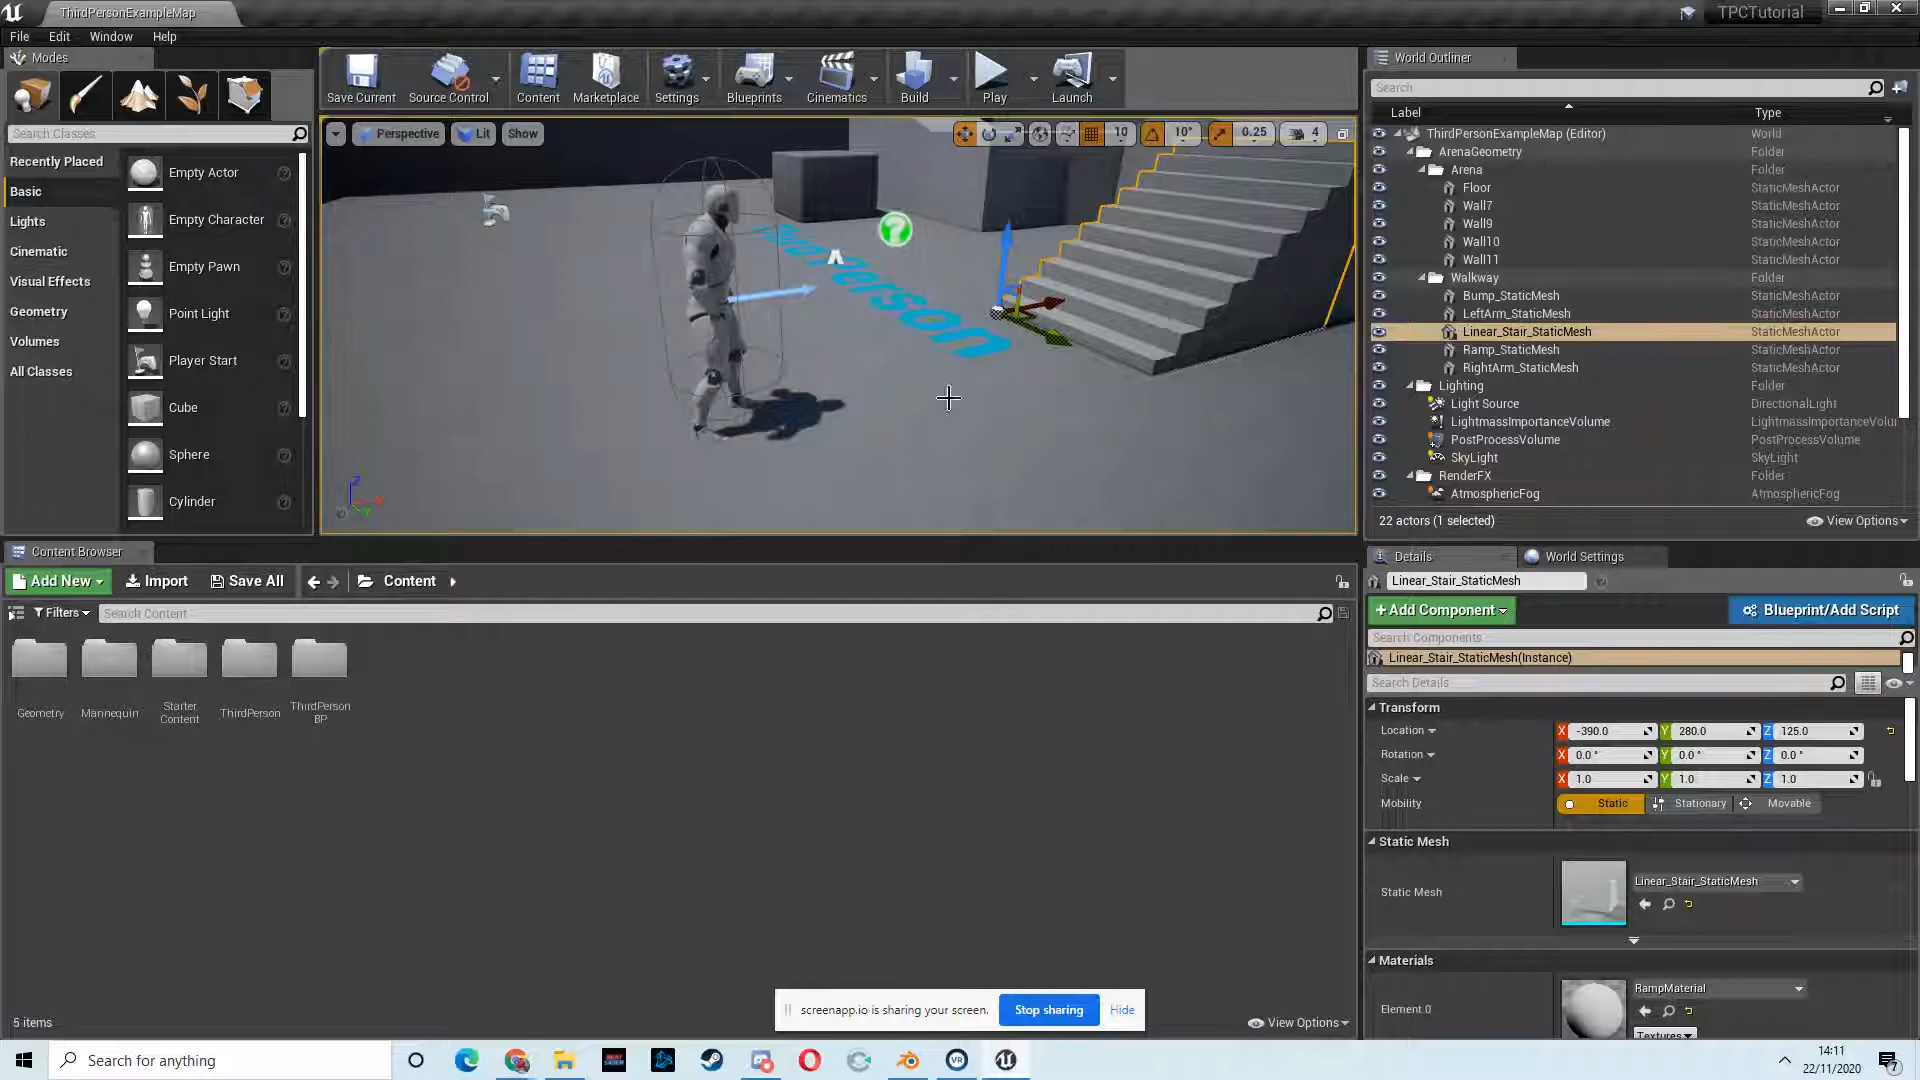 ThirdPersonExampleMap
TPCTutorial
File Edit Window Help
Modes
Search Classes
Recently Placed
Basic
Lights
Cinematic
Visual Effects
Geometry
Volumes
All Classes
Empty Actor
Empty Character
Empty Pawn
Point Light
Player Start
Cube
Sphere
Cylinder
Save Current Source Control Content Marketplace Settings Blueprints Cinematics Build Play Launch
Perspective Lit Show 10 10° 0.25 4
Person
Z
X
Y
World Outliner
Search
Label Type
ThirdPersonExampleMap (Editor) World
ArenaGeometry Folder
Arena Folder
Floor StaticMeshActor
Wall7 StaticMeshActor
Wall9 StaticMeshActor
Wall10 StaticMeshActor
Wall11 StaticMeshActor
Walkway Folder
Bump_StaticMesh StaticMeshActor
LeftArm_StaticMesh StaticMeshActor
Linear_Stair_StaticMesh StaticMeshActor
Ramp_StaticMesh StaticMeshActor
RightArm_StaticMesh StaticMeshActor
Lighting Folder
Light Source DirectionalLight
LightmassImportanceVolume LightmassImportanceVolu
PostProcessVolume PostProcessVolume
SkyLight SkyLight
RenderFX Folder
AtmosphericFog AtmosphericFog
22 actors (1 selected) View Options
Content Browser
Add New Import Save All Content
Filters Search Content
Geometry
Mannequin
Starter
Content
ThirdPerson
ThirdPerson
BP
5 items View Options
Details World Settings
Linear_Stair_StaticMesh
+Add Component Blueprint/Add Script
Search Components
Linear_Stair_StaticMesh(Instance)
Search Details
Transform
Location X -390.0 Y 280.0 Z 125.0
Rotation X 0.0 ° Y 0.0 ° Z 0.0 °
Scale X 1.0 Y 1.0 Z 1.0
Mobility Static Stationary Movable
Static Mesh
Static Mesh Linear_Stair_StaticMesh
Materials
Element 0 RampMaterial
Textures
screenapp.io is sharing your screen. Stop sharing Hide
Search for anything
14:11
22/11/2020
7